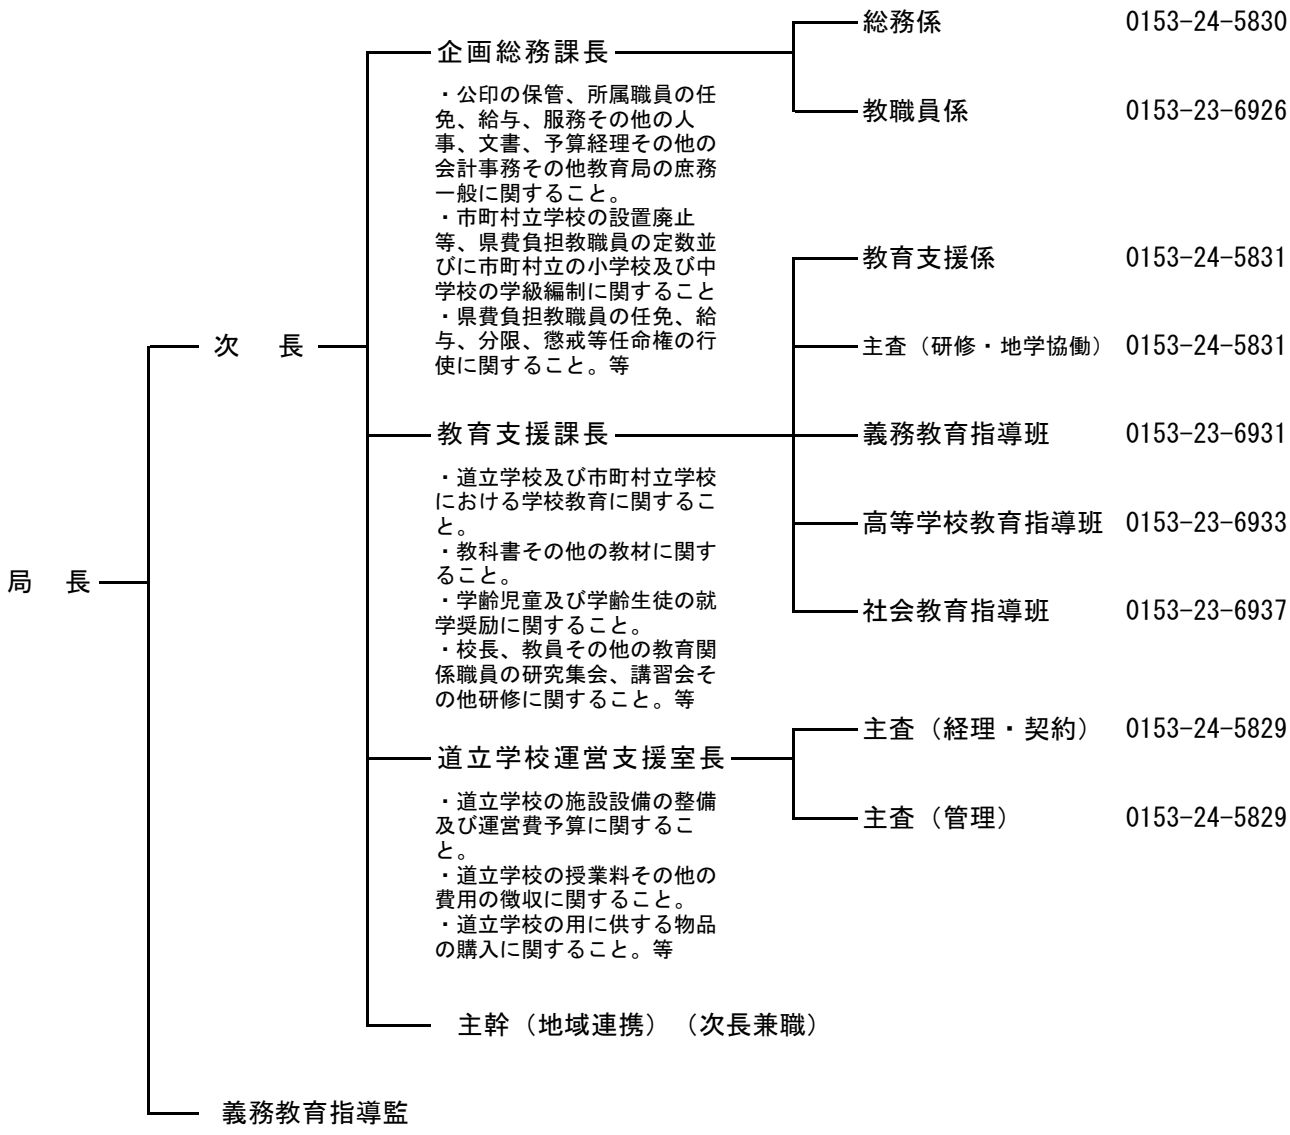 局　長
次　長
企画総務課長
・公印の保管、所属職員の任
免、給与、服務その他の人
事、文書、予算経理その他の
会計事務その他教育局の庶務
一般に関すること。
・市町村立学校の設置廃止
等、県費負担教職員の定数並
びに市町村立の小学校及び中
学校の学級編制に関すること
・県費負担教職員の任免、給
与、分限、懲戒等任命権の行
使に関すること。等
総務係 0153-24-5830
教職員係 0153-23-6926
教育支援課長
・道立学校及び市町村立学校
における学校教育に関するこ
と。
・教科書その他の教材に関す
ること。
・学齢児童及び学齢生徒の就
学奨励に関すること。
・校長、教員その他の教育関
係職員の研究集会、講習会そ
の他研修に関すること。等
教育支援係 0153-24-5831
主査（研修・地学協働） 0153-24-5831
義務教育指導班 0153-23-6931
高等学校教育指導班 0153-23-6933
社会教育指導班 0153-23-6937
道立学校運営支援室長
・道立学校の施設設備の整備
及び運営費予算に関するこ
と。
・道立学校の授業料その他の
費用の徴収に関すること。
・道立学校の用に供する物品
の購入に関すること。等
主査（経理・契約） 0153-24-5829
主査（管理） 0153-24-5829
主幹（地域連携）（次長兼職）
義務教育指導監